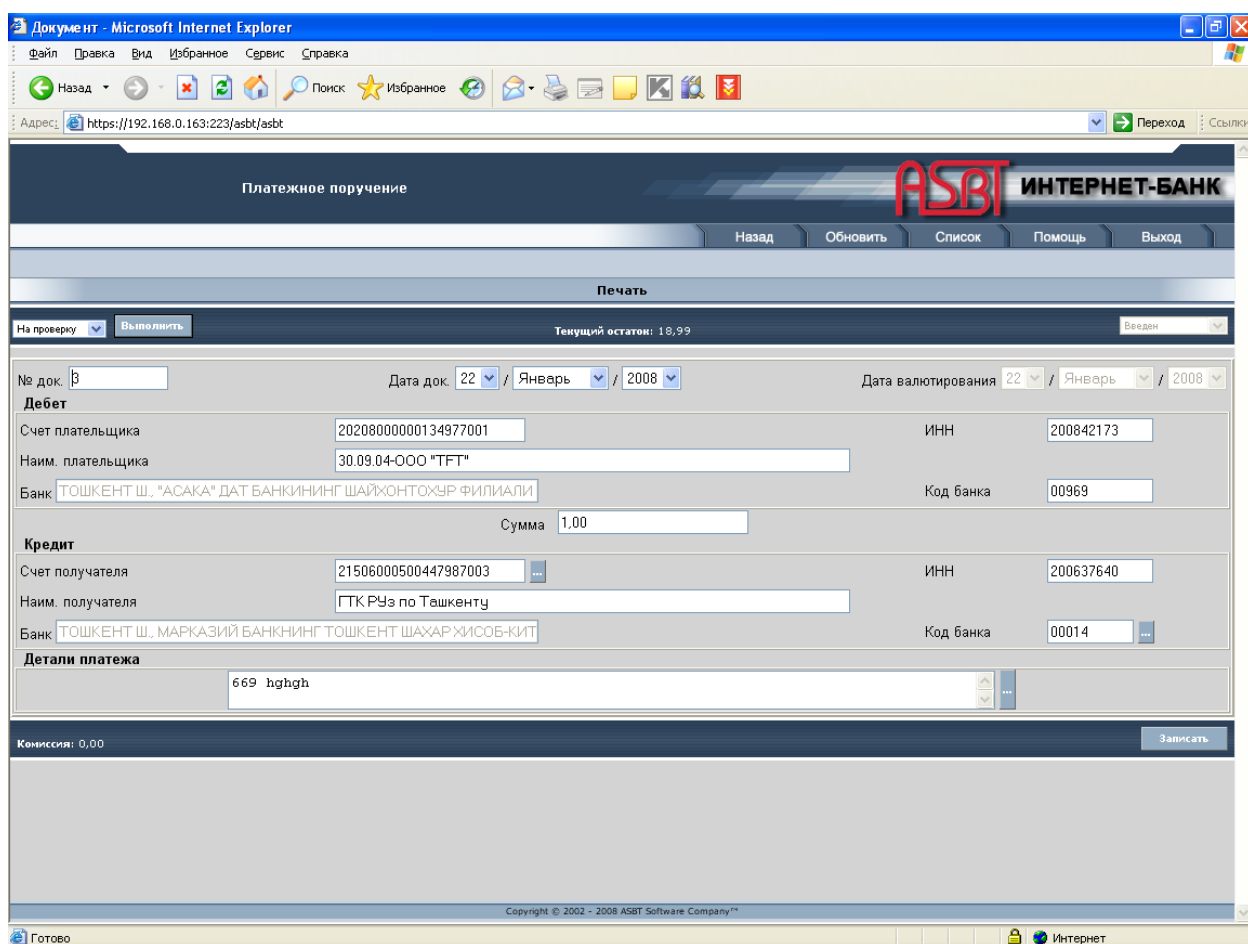 Документ - Microsoft Internet Explorer
Файл Правка Вид Избранное Сервис Справка
Назад Поиск Избранное
Адрес: https://192.168.0.163:223/asbt/asbt Переход Ссылки
Платежное поручение ASBT ИНТЕРНЕТ-БАНК
Назад Обновить Список Помощь Выход
Печать
На проверку Выполнить Текущий остаток: 18,99 Введен
№ док. 3 Дата док. 22 / Январь / 2008 Дата валютирования 22 / Январь / 2008
Дебет
Счет плательщика 20208000000134977001 ИНН 200842173
Наим. плательщика 30.09.04-ООО "TFT"
Банк ТОШКЕНТ Ш., "АСАКА" ДАТ БАНКИНИНГ ШАЙХОНТОХУР ФИЛИАЛИ Код банка 00969
Сумма 1,00
Кредит
Счет получателя 21506000500447987003 ... ИНН 200637640
Наим. получателя ГТК РУз по Ташкенту
Банк ТОШКЕНТ Ш., МАРКАЗИЙ БАНКНИНГ ТОШКЕНТ ШАХАР ХИСОБ-КИТ Код банка 00014 ...
Детали платежа
669 hghgh ...
Комиссия: 0,00 Записать
Copyright © 2002 - 2008 ASBT Software Company™
Готово Интернет